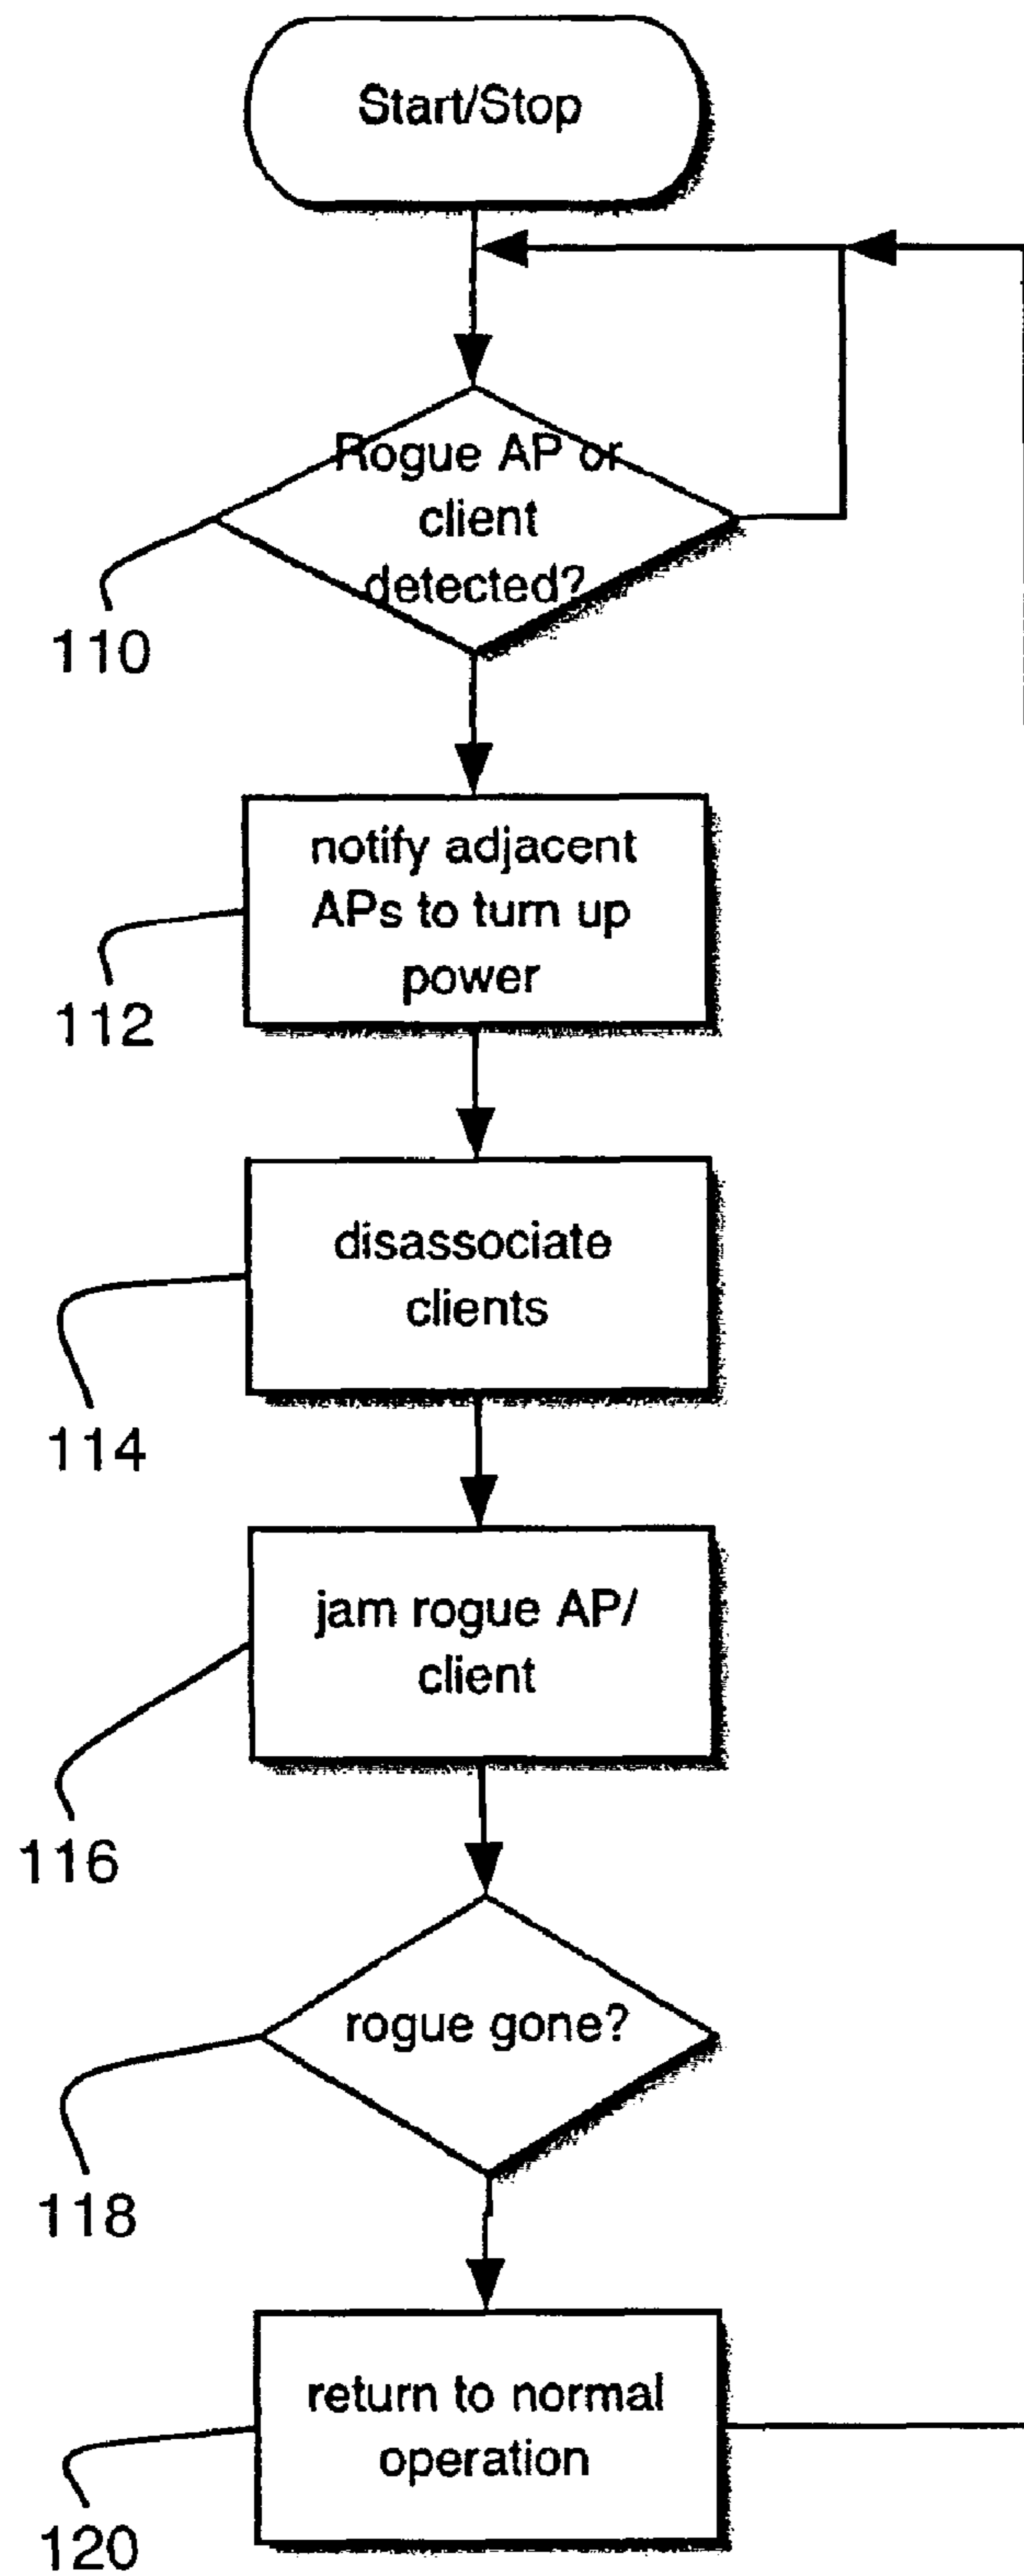 Start/Stop
Rogue AP or
client
detected?
110
notify adjacent
APs to turn up
power
112
disassociate
clients
114
jam rogue AP/
client
116
rogue gone?
118
return to normal
operation
120